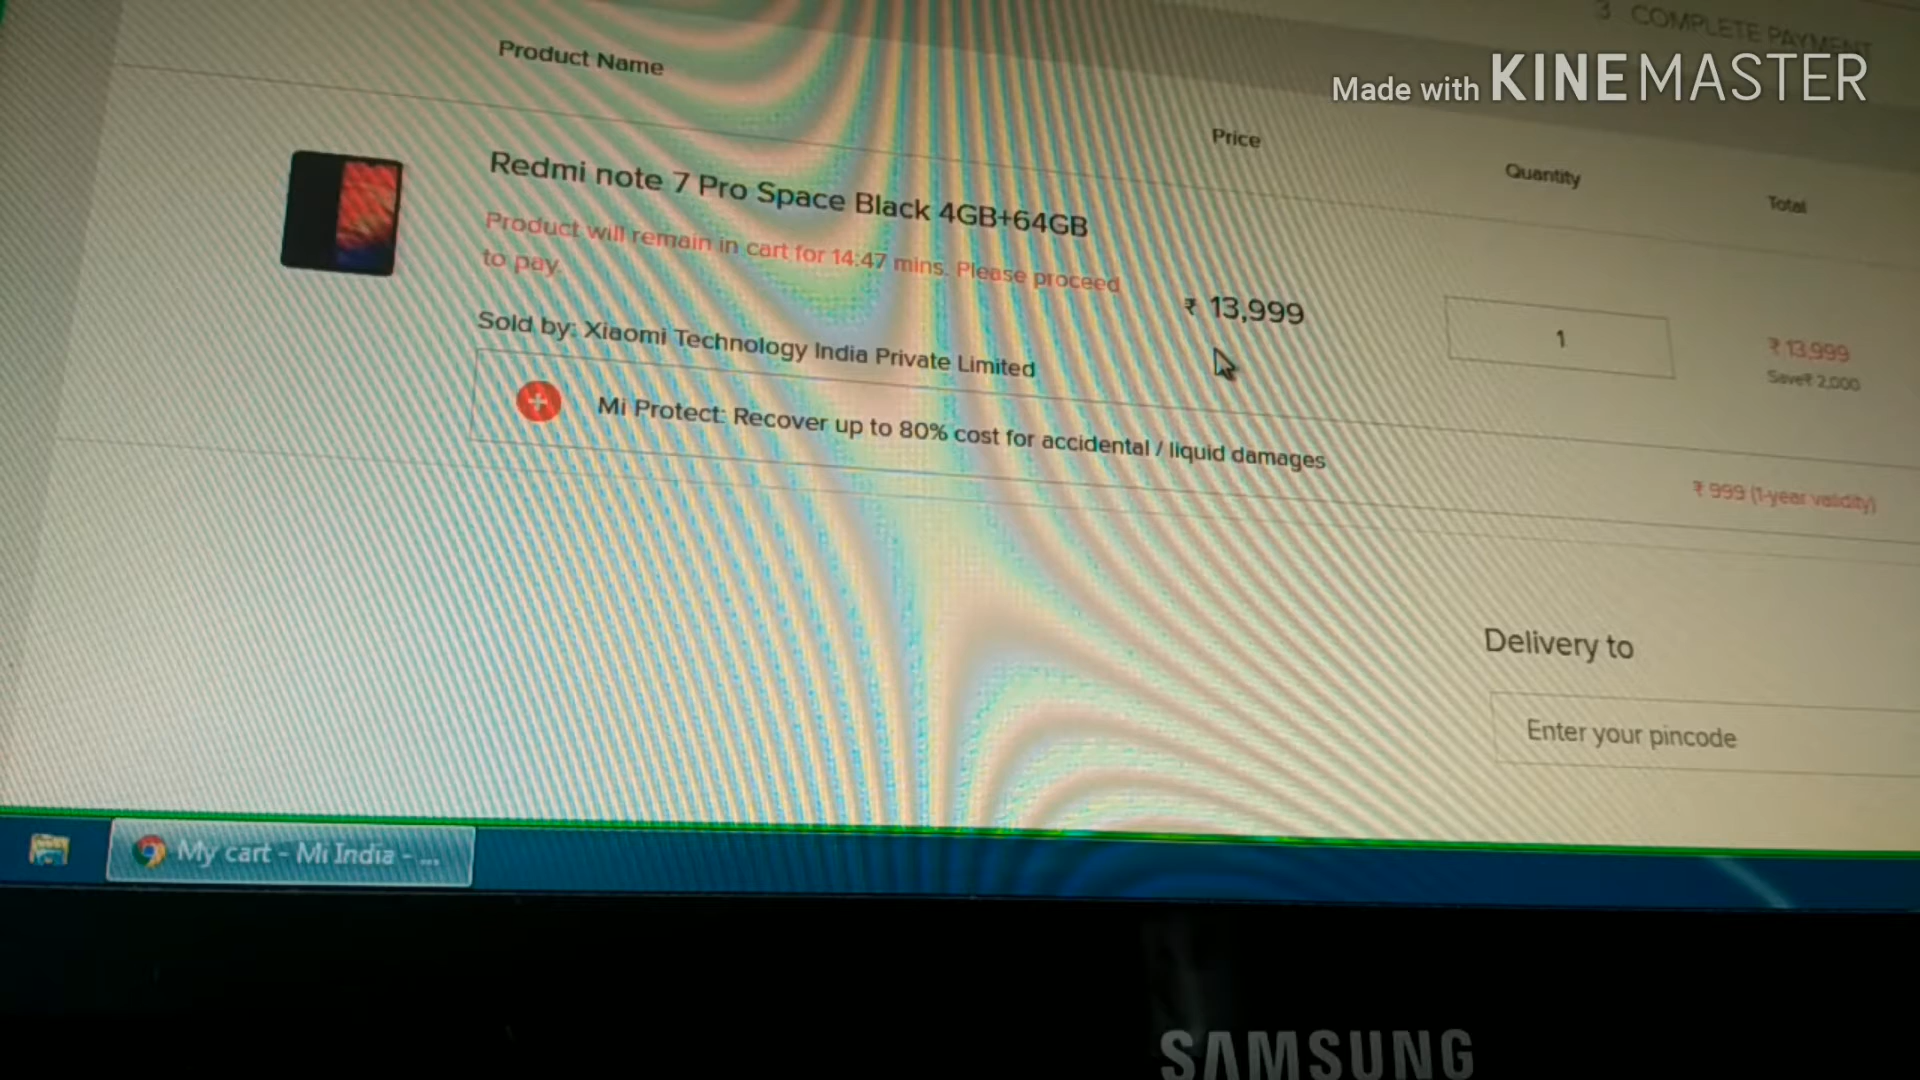 3 COMPLETE PAYMENT
Made with KINEMASTER
Product Name
Price
Quantity
Total
Redmi note 7 Pro Space Black 4GB+64GB
Product will remain in cart for 14:47 mins. Please proceed
to pay.
₹ 13,999
1
₹ 13,999
Save₹ 2,000
Sold by: Xiaomi Technology India Private Limited
Mi Protect: Recover up to 80% cost for accidental / liquid damages
₹ 999 (1-year validity)
Delivery to
Enter your pincode
My cart - Mi India - ...
SAMSUNG